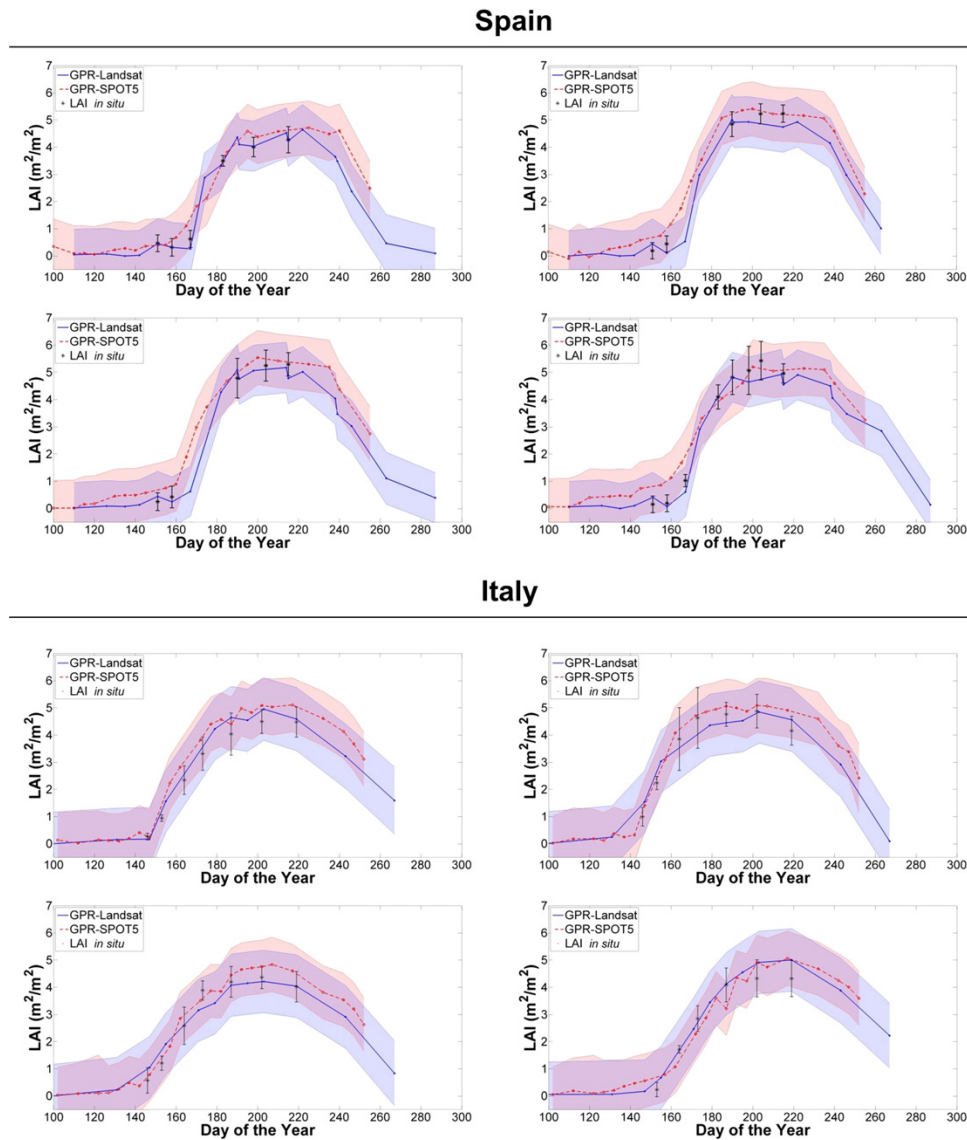 Spain
7
6
5
4
3
2
1
0
LAI (m²/m²)
GPR-Landsat
GPR-SPOT5
LAI in situ
100 120 140 160 180 200 220 240 260 280 300
Day of the Year
7
6
5
4
3
2
1
0
LAI (m²/m²)
GPR-Landsat
GPR-SPOT5
LAI in situ
100 120 140 160 180 200 220 240 260 280 300
Day of the Year
7
6
5
4
3
2
1
0
LAI (m²/m²)
GPR-Landsat
GPR-SPOT5
LAI in situ
100 120 140 160 180 200 220 240 260 280 300
Day of the Year
7
6
5
4
3
2
1
0
LAI (m²/m²)
GPR-Landsat
GPR-SPOT5
LAI in situ
100 120 140 160 180 200 220 240 260 280 300
Day of the Year
Italy
7
6
5
4
3
2
1
0
LAI (m²/m²)
GPR-Landsat
GPR-SPOT5
LAI in situ
100 120 140 160 180 200 220 240 260 280 300
Day of the Year
7
6
5
4
3
2
1
0
LAI (m²/m²)
GPR-Landsat
GPR-SPOT5
LAI in situ
100 120 140 160 180 200 220 240 260 280 300
Day of the Year
7
6
5
4
3
2
1
0
LAI (m²/m²)
GPR-Landsat
GPR-SPOT5
LAI in situ
100 120 140 160 180 200 220 240 260 280 300
Day of the Year
7
6
5
4
3
2
1
0
LAI (m²/m²)
GPR-Landsat
GPR-SPOT5
LAI in situ
100 120 140 160 180 200 220 240 260 280 300
Day of the Year